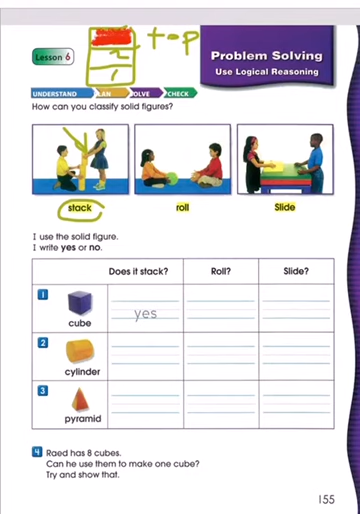 top
2
1
Lesson 6
Problem Solving
Use Logical Reasoning
UNDERSTAND LAN OLVE CHECK
How can you classify solid figures?
stack roll Slide
I use the solid figure.
I write yes or no.
Does it stack? Roll? Slide?
1
cube
yes
2
cylinder
3
pyramid
4 Raed has 8 cubes.
Can he use them to make one cube?
Try and show that.
155